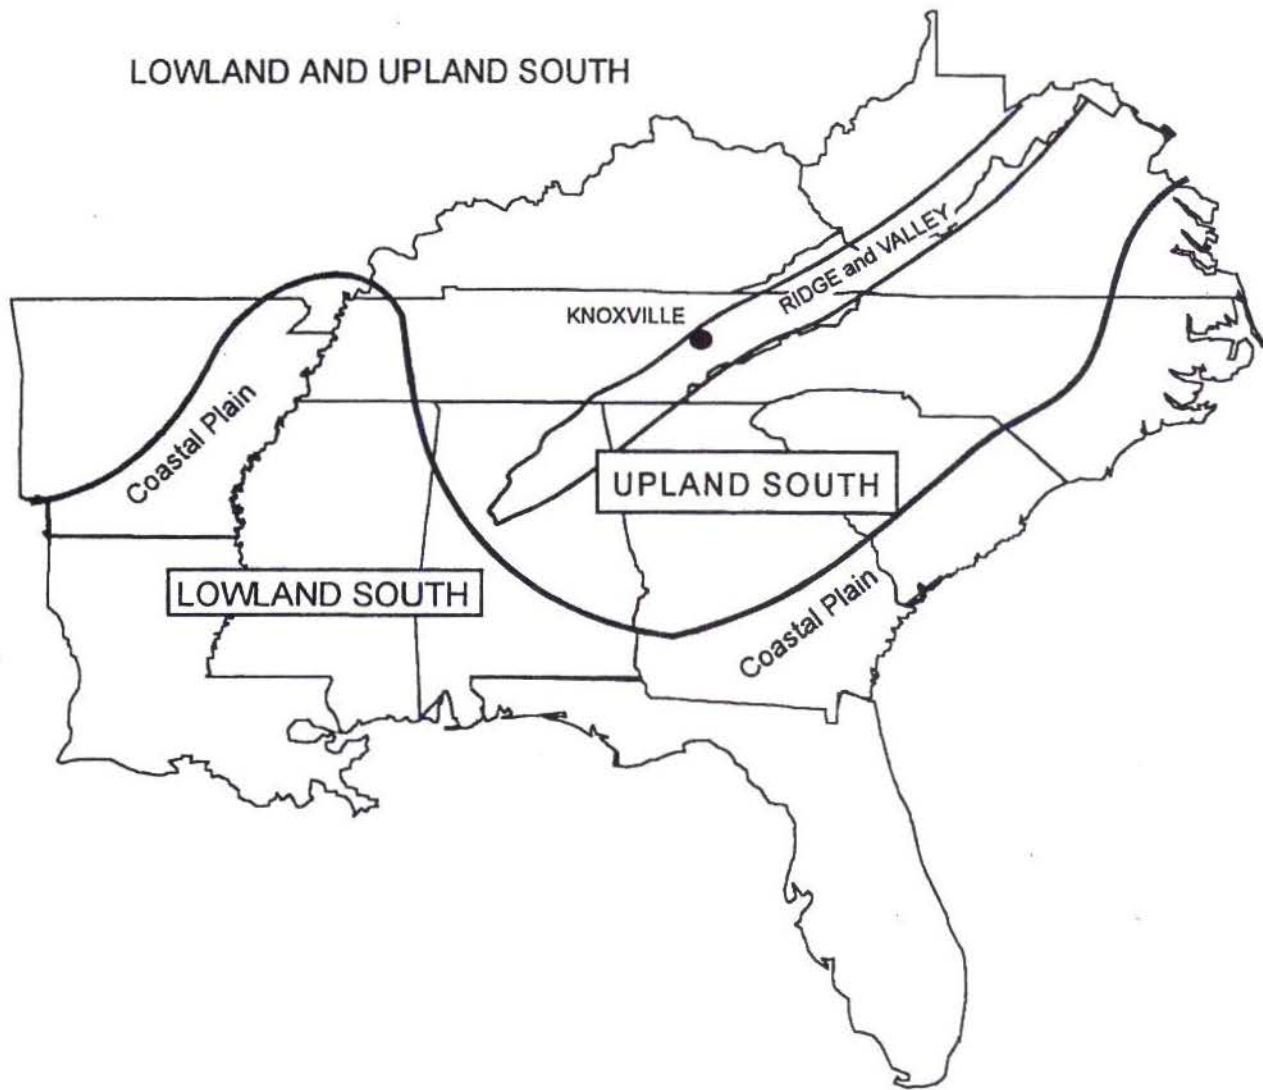 LOWLAND AND UPLAND SOUTH
RIDGE and VALLEY
KNOXVILLE
Coastal Plain
UPLAND SOUTH
LOWLAND SOUTH
Coastal Plain